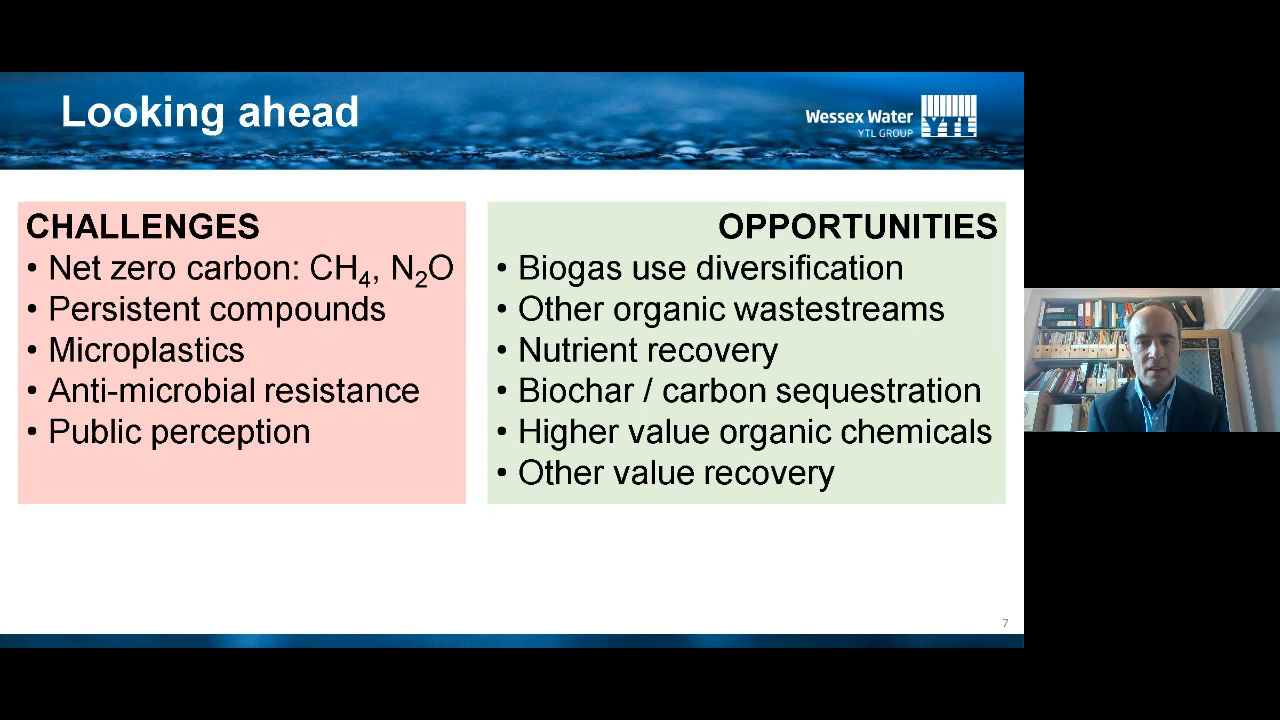 Looking ahead
Wessex Water
YTL GROUP
YTL
CHALLENGES
• Net zero carbon: CH₄, N₂O
• Persistent compounds
• Microplastics
• Anti-microbial resistance
• Public perception
OPPORTUNITIES
• Biogas use diversification
• Other organic wastestreams
• Nutrient recovery
• Biochar / carbon sequestration
• Higher value organic chemicals
• Other value recovery
7